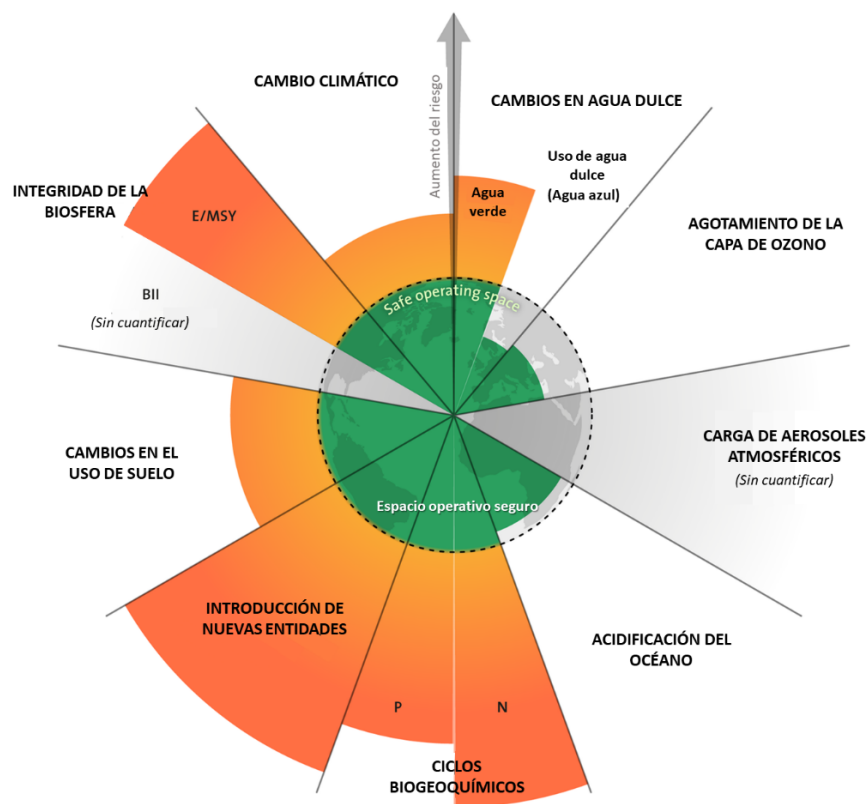 CAMBIO CLIMÁTICO
Aumento del riesgo
CAMBIOS EN AGUA DULCE
Uso de agua
dulce
(Agua azul)
Agua
verde
INTEGRIDAD DE LA
BIOSFERA
E/MSY
BII
(Sin cuantificar)
AGOTAMIENTO DE LA
CAPA DE OZONO
Safe operating space
CAMBIOS EN EL
USO DE SUELO
CARGA DE AEROSOLES
ATMOSFÉRICOS
(Sin cuantificar)
Espacio operativo seguro
INTRODUCCIÓN DE
NUEVAS ENTIDADES
ACIDIFICACIÓN DEL
OCÉANO
P
N
CICLOS
BIOGEOQUÍMICOS